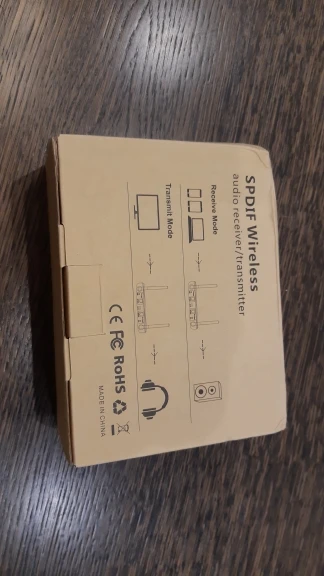 SPDIF Wireless
audio receiver/transmitter
Receive Mode
Transmit Mode
CE FC RoHS
MADE IN CHINA